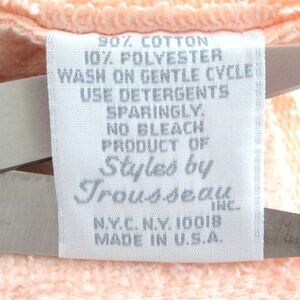 90% COTTON
10% POLYESTER
WASH ON GENTLE CYCLE
USE DETERGENTS
SPARINGLY.
NO BLEACH
PRODUCT OF
Styles by
Trousseau
INC.
N.Y.C. N.Y. 10018
MADE IN U.S.A.